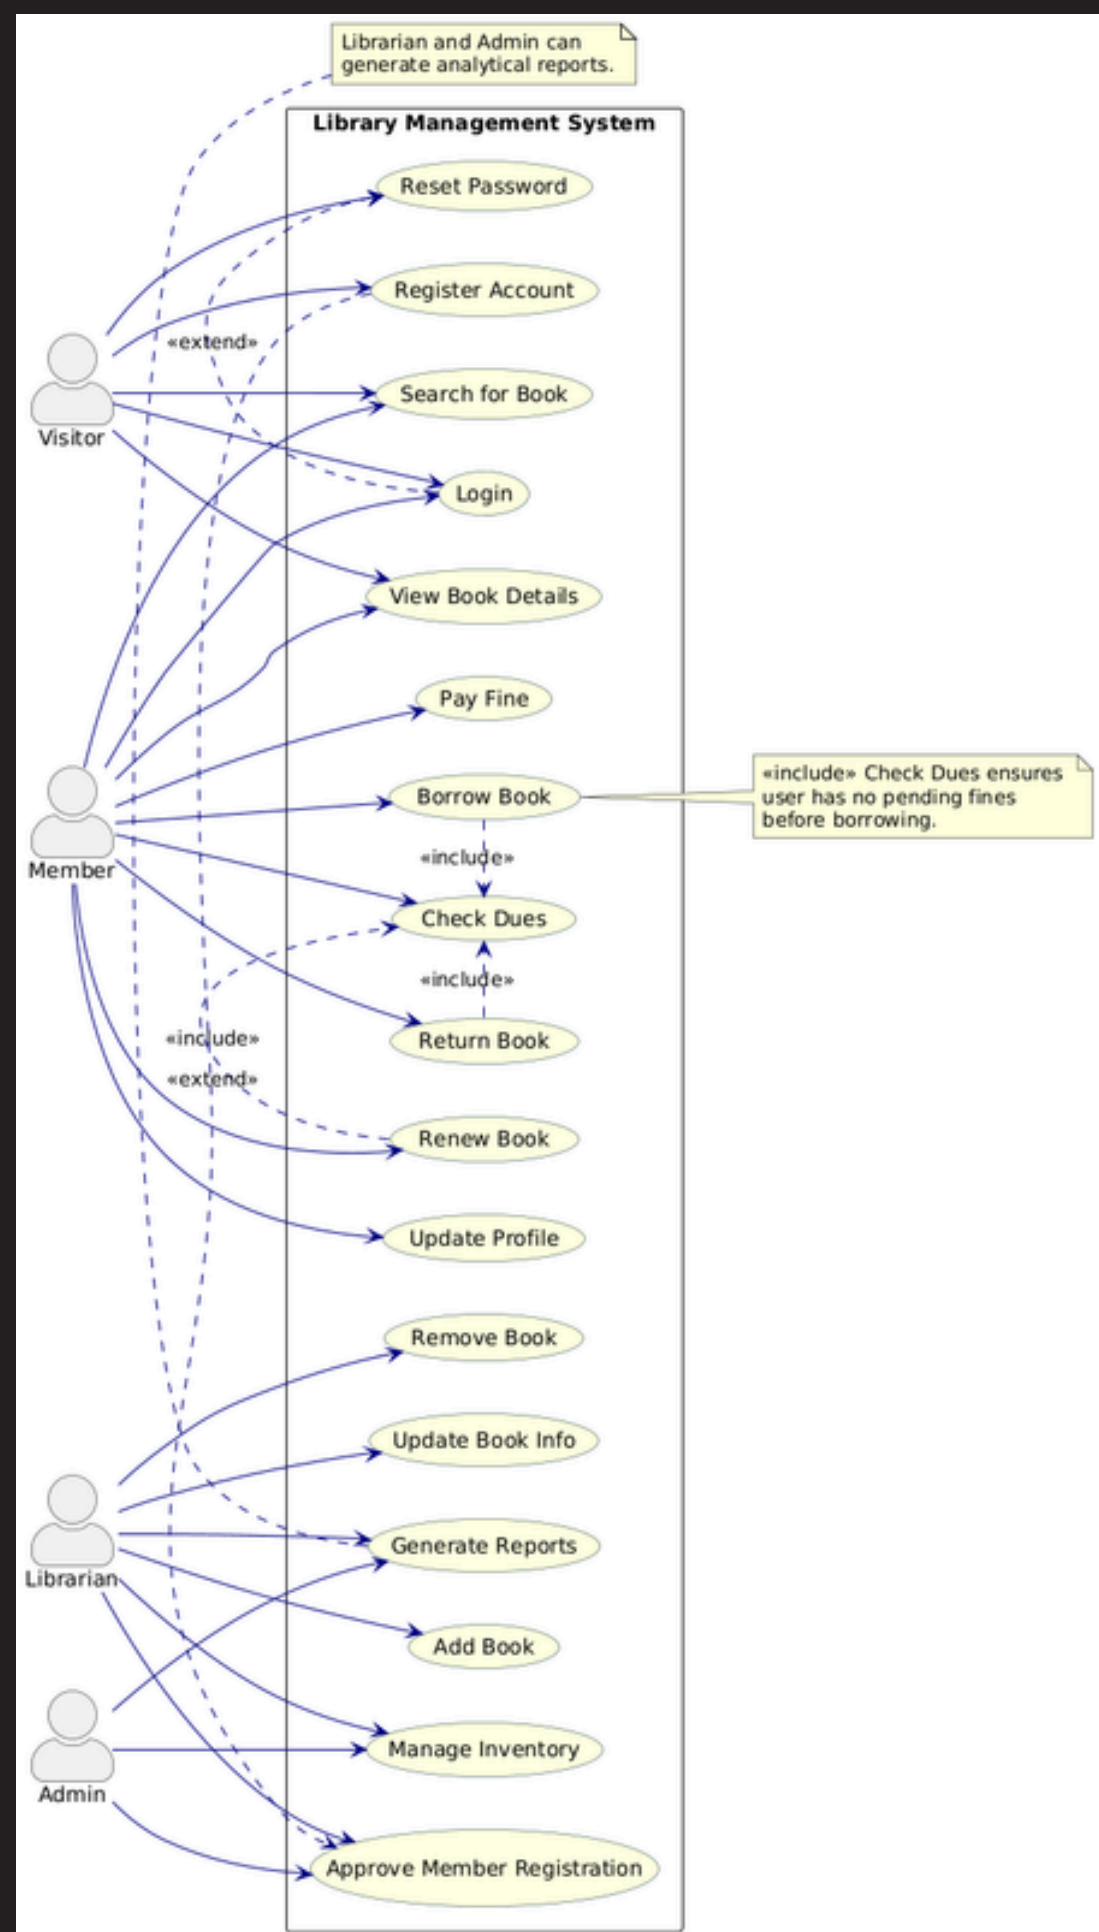 Librarian and Admin can
generate analytical reports.
Library Management System
Reset Password
Register Account
«extend»
Visitor
Search for Book
Login
View Book Details
Pay Fine
«include» Check Dues ensures
user has no pending fines
before borrowing.
Borrow Book
Member
«include»
Check Dues
«include»
«include»
Return Book
«extend»
Renew Book
Update Profile
Remove Book
Update Book Info
Generate Reports
Librarian
Add Book
Manage Inventory
Admin
Approve Member Registration